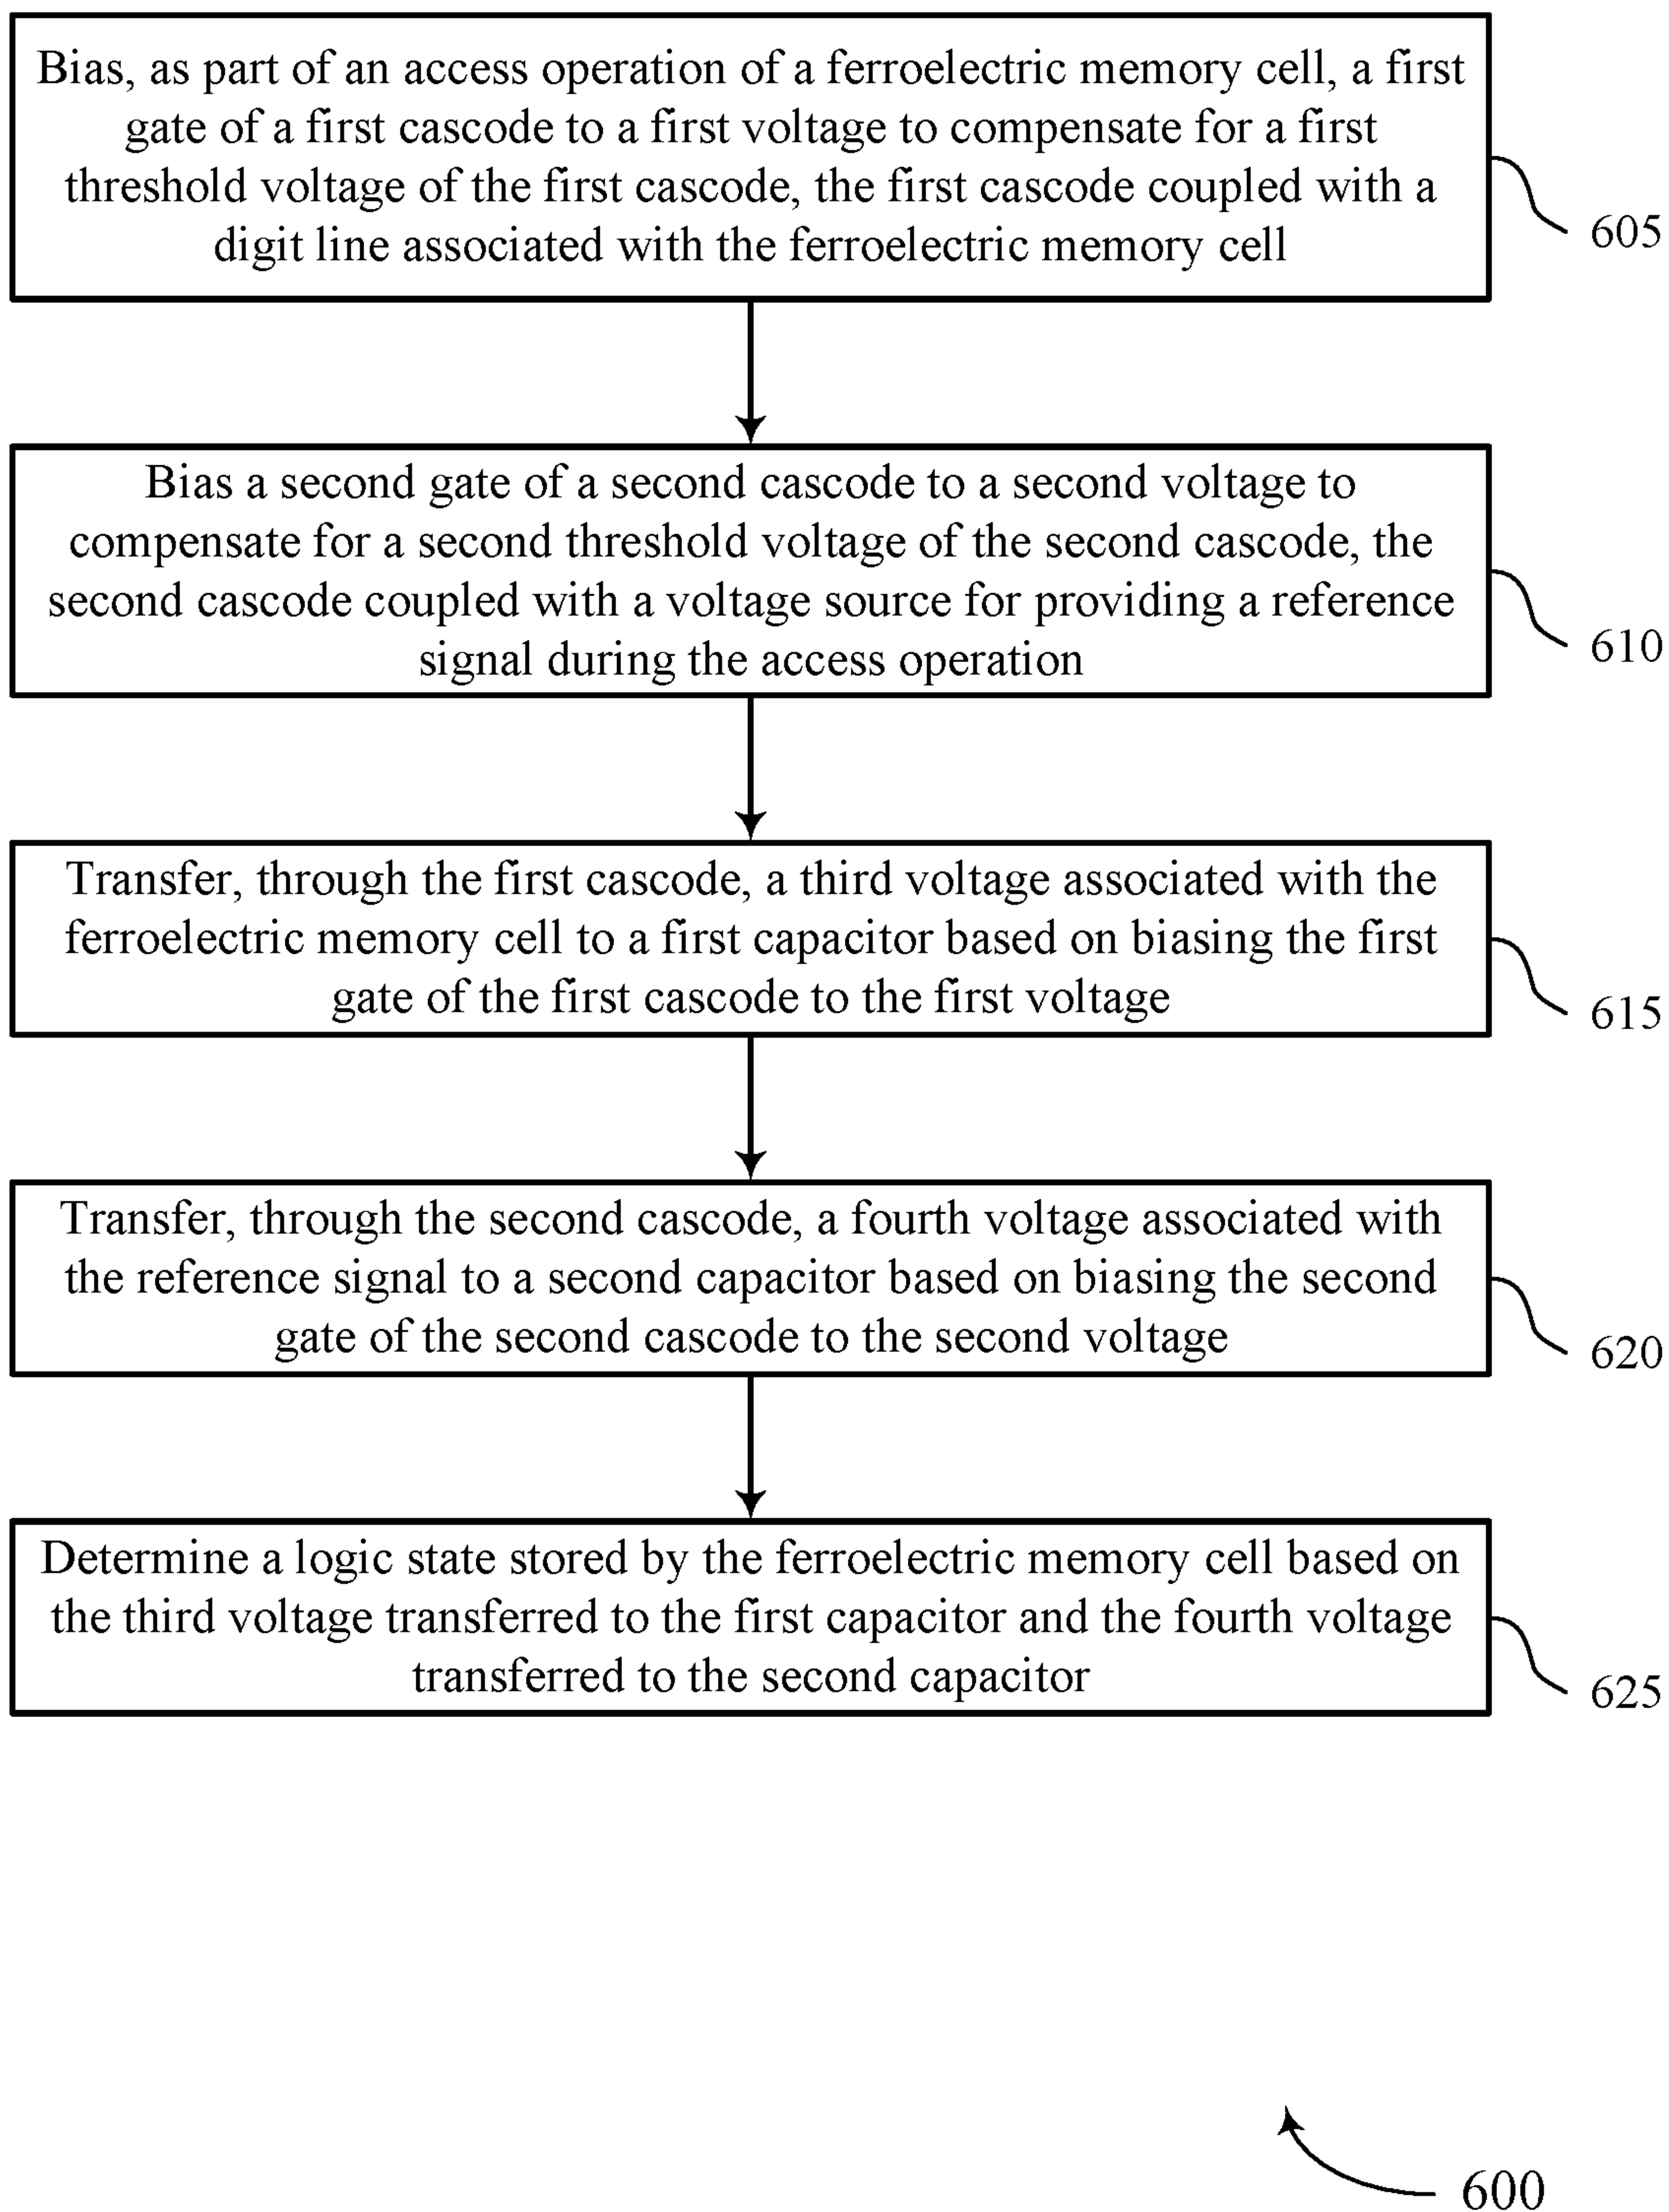 Bias, as part of an access operation of a ferroelectric memory cell, a first
gate of a first cascode to a first voltage to compensate for a first
threshold voltage of the first cascode, the first cascode coupled with a
digit line associated with the ferroelectric memory cell
605
Bias a second gate of a second cascode to a second voltage to
compensate for a second threshold voltage of the second cascode, the
second cascode coupled with a voltage source for providing a reference
signal during the access operation
610
Transfer, through the first cascode, a third voltage associated with the
ferroelectric memory cell to a first capacitor based on biasing the first
gate of the first cascode to the first voltage
615
Transfer, through the second cascode, a fourth voltage associated with
the reference signal to a second capacitor based on biasing the second
gate of the second cascode to the second voltage
620
Determine a logic state stored by the ferroelectric memory cell based on
the third voltage transferred to the first capacitor and the fourth voltage
transferred to the second capacitor
625
600